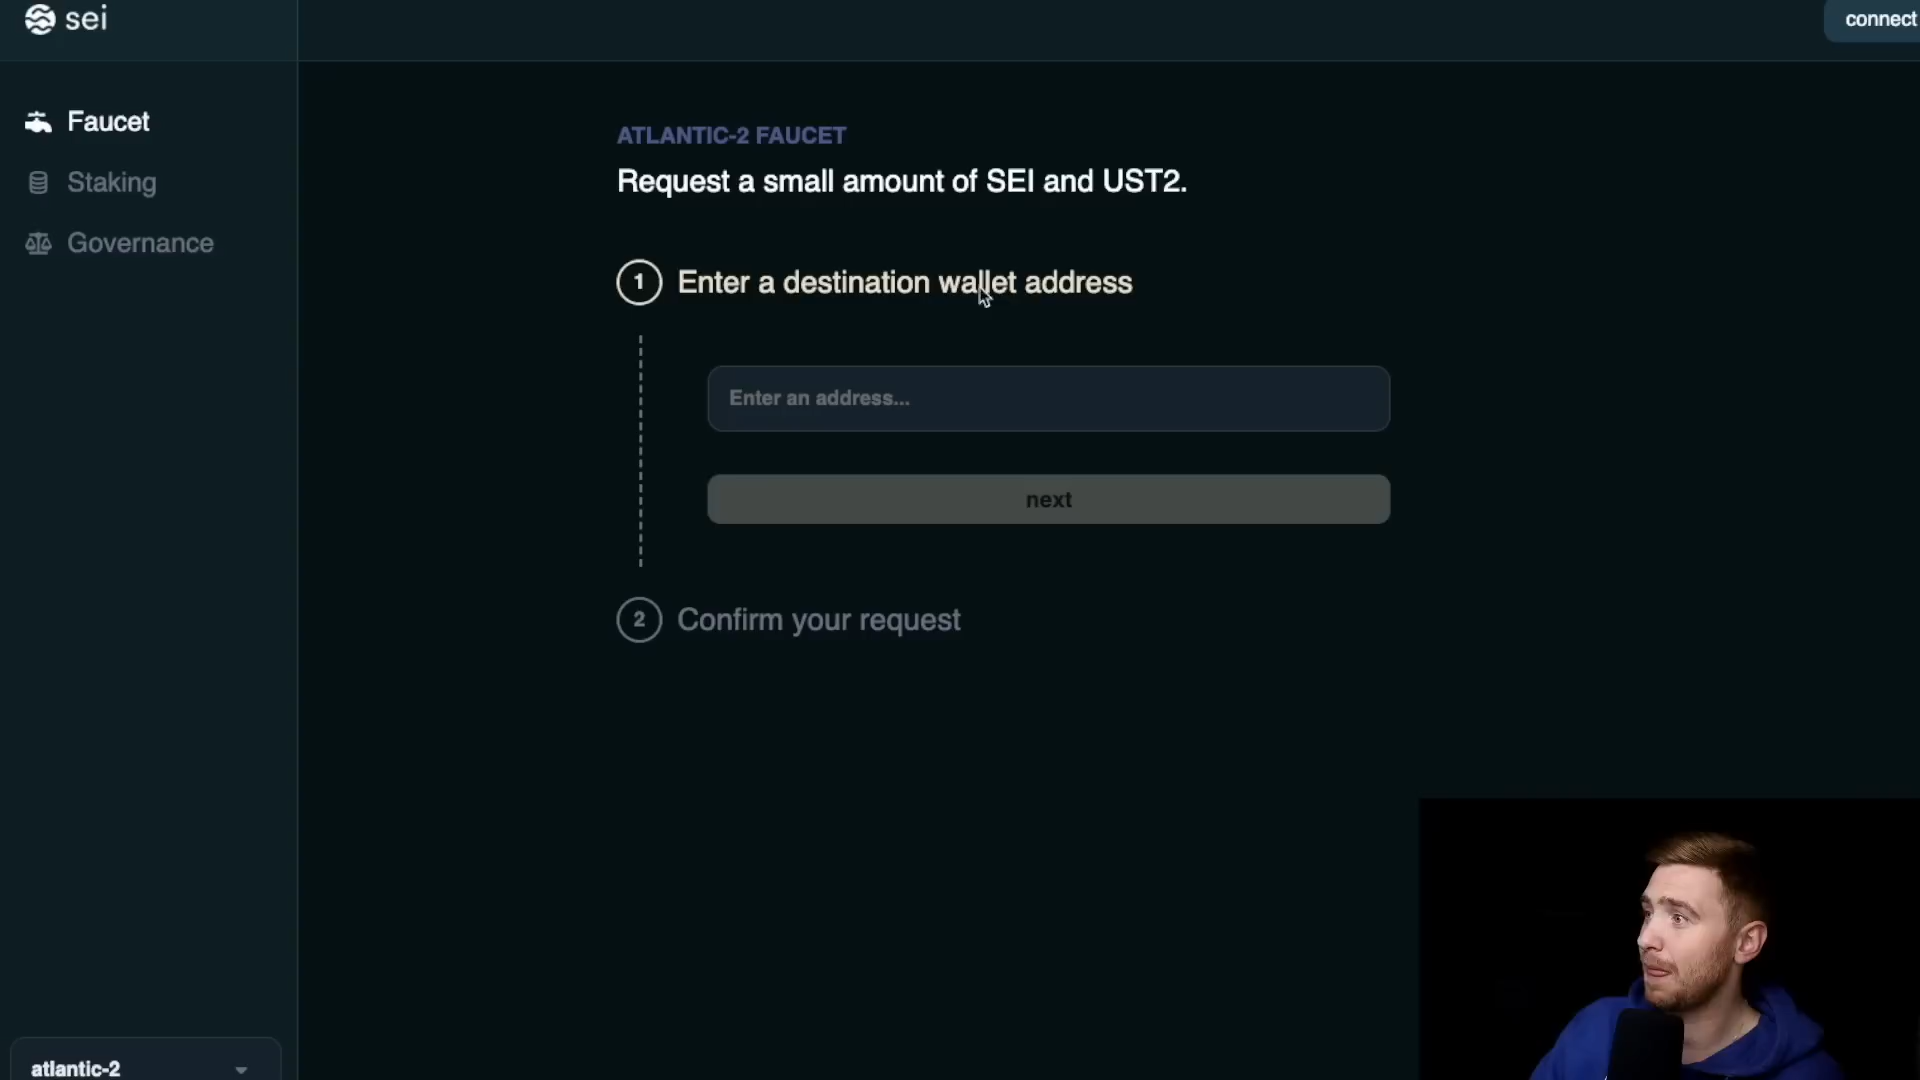 sei
connect
Faucet
Staking
Governance
ATLANTIC-2 FAUCET
Request a small amount of SEI and UST2.
1 Enter a destination wallet address
Enter an address...
next
2 Confirm your request
atlantic-2